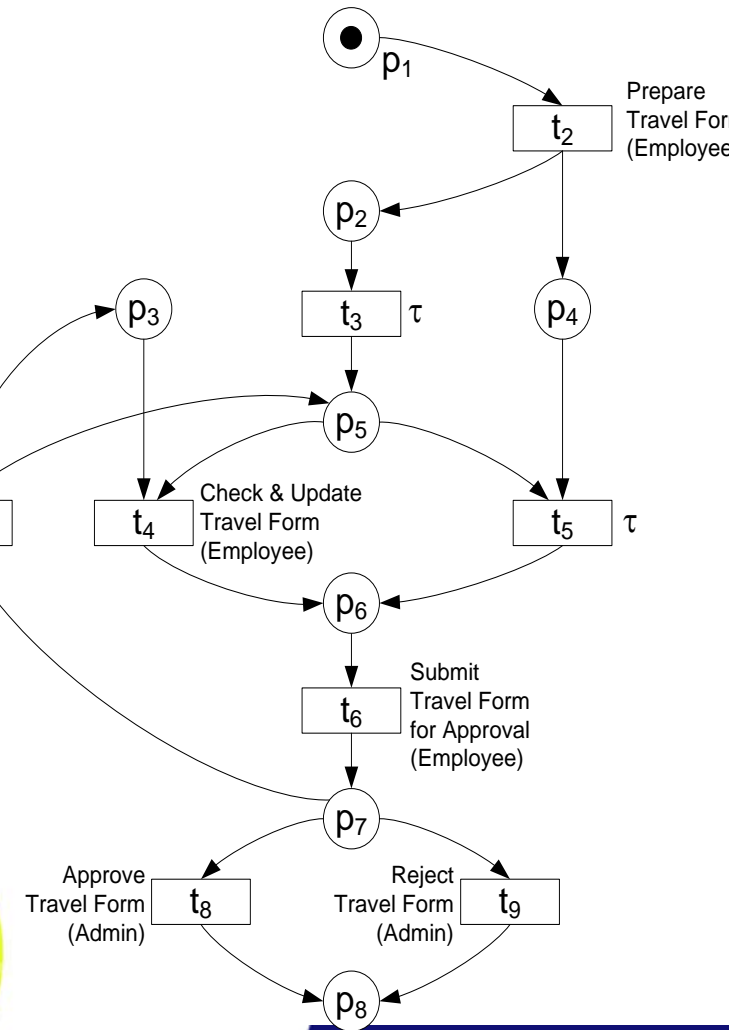 p1
Prepare
t2
Travel For
(Employee
p2
p3
t3
τ
p4
p5
Check & Update
t4
Travel Form
(Employee)
t5
τ
p6
Submit
t6
Travel Form
for Approval
(Employee)
p7
Approve
Travel Form
(Admin)
t8
Reject
Travel Form
(Admin)
t9
p8